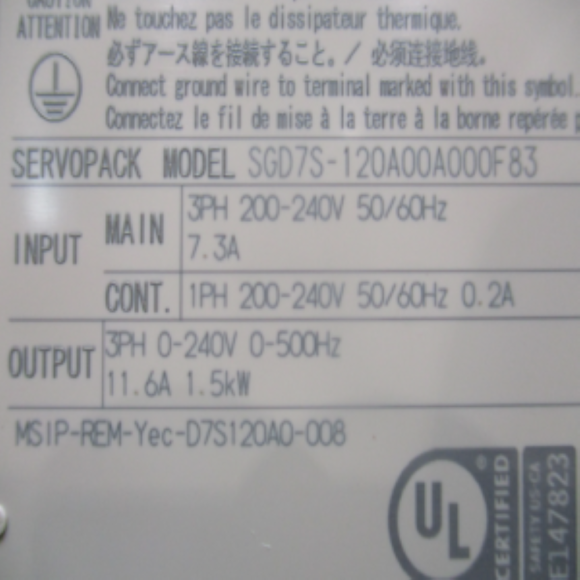 CAUTION
ATTENTION
Ne touchez pas le dissipateur thermique.
必ずアース線を接続すること。/ 必须连接地线。
Connect ground wire to terminal marked with this symbol.
Connectez le fil de mise à la terre à la borne repérée p
SERVOPACK MODEL SGD7S-120A00A000F83
INPUT
MAIN
3PH 200-240V 50/60Hz
7.3A
CONT.
1PH 200-240V 50/60Hz 0.2A
OUTPUT
3PH 0-240V 0-500Hz
11.6A 1.5kW
MSIP-REM-Yec-D7S120A0-008
UL
®
CERTIFIED
SAFETY US-CA
E147823